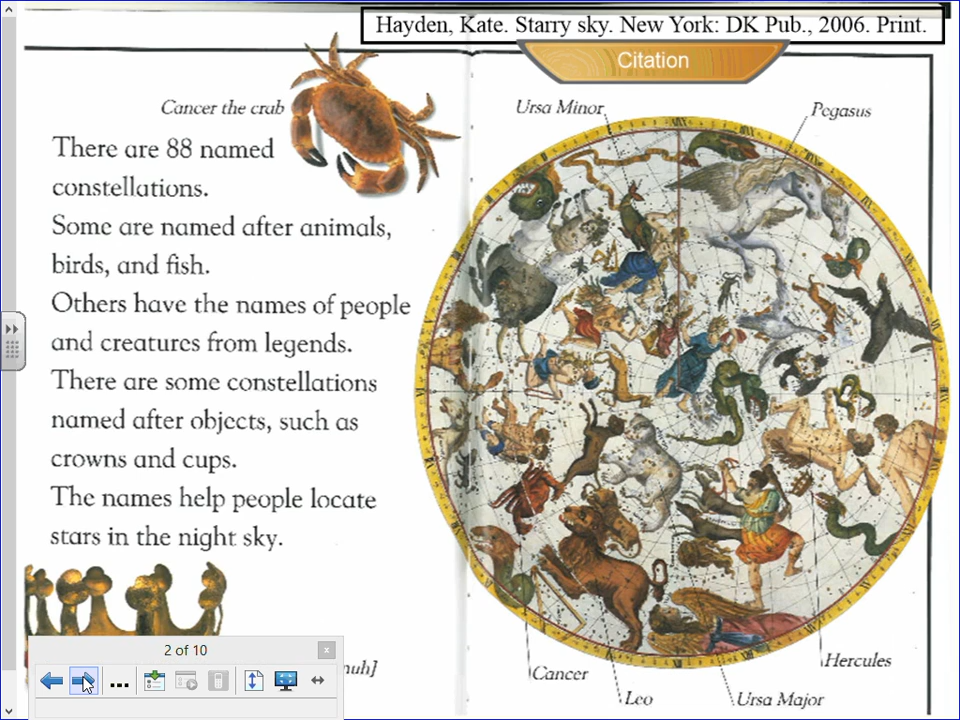 Hayden, Kate. Starry sky. New York: DK Pub., 2006. Print.
Citation
Cancer the crab
There are 88 named
constellations.
Some are named after animals,
birds, and fish.
Others have the names of people
and creatures from legends.
There are some constellations
named after objects, such as
crowns and cups.
The names help people locate
stars in the night sky.
Ursa Minor
Pegasus
Cancer
Leo
Ursa Major
Hercules
nuh]
2 of 10